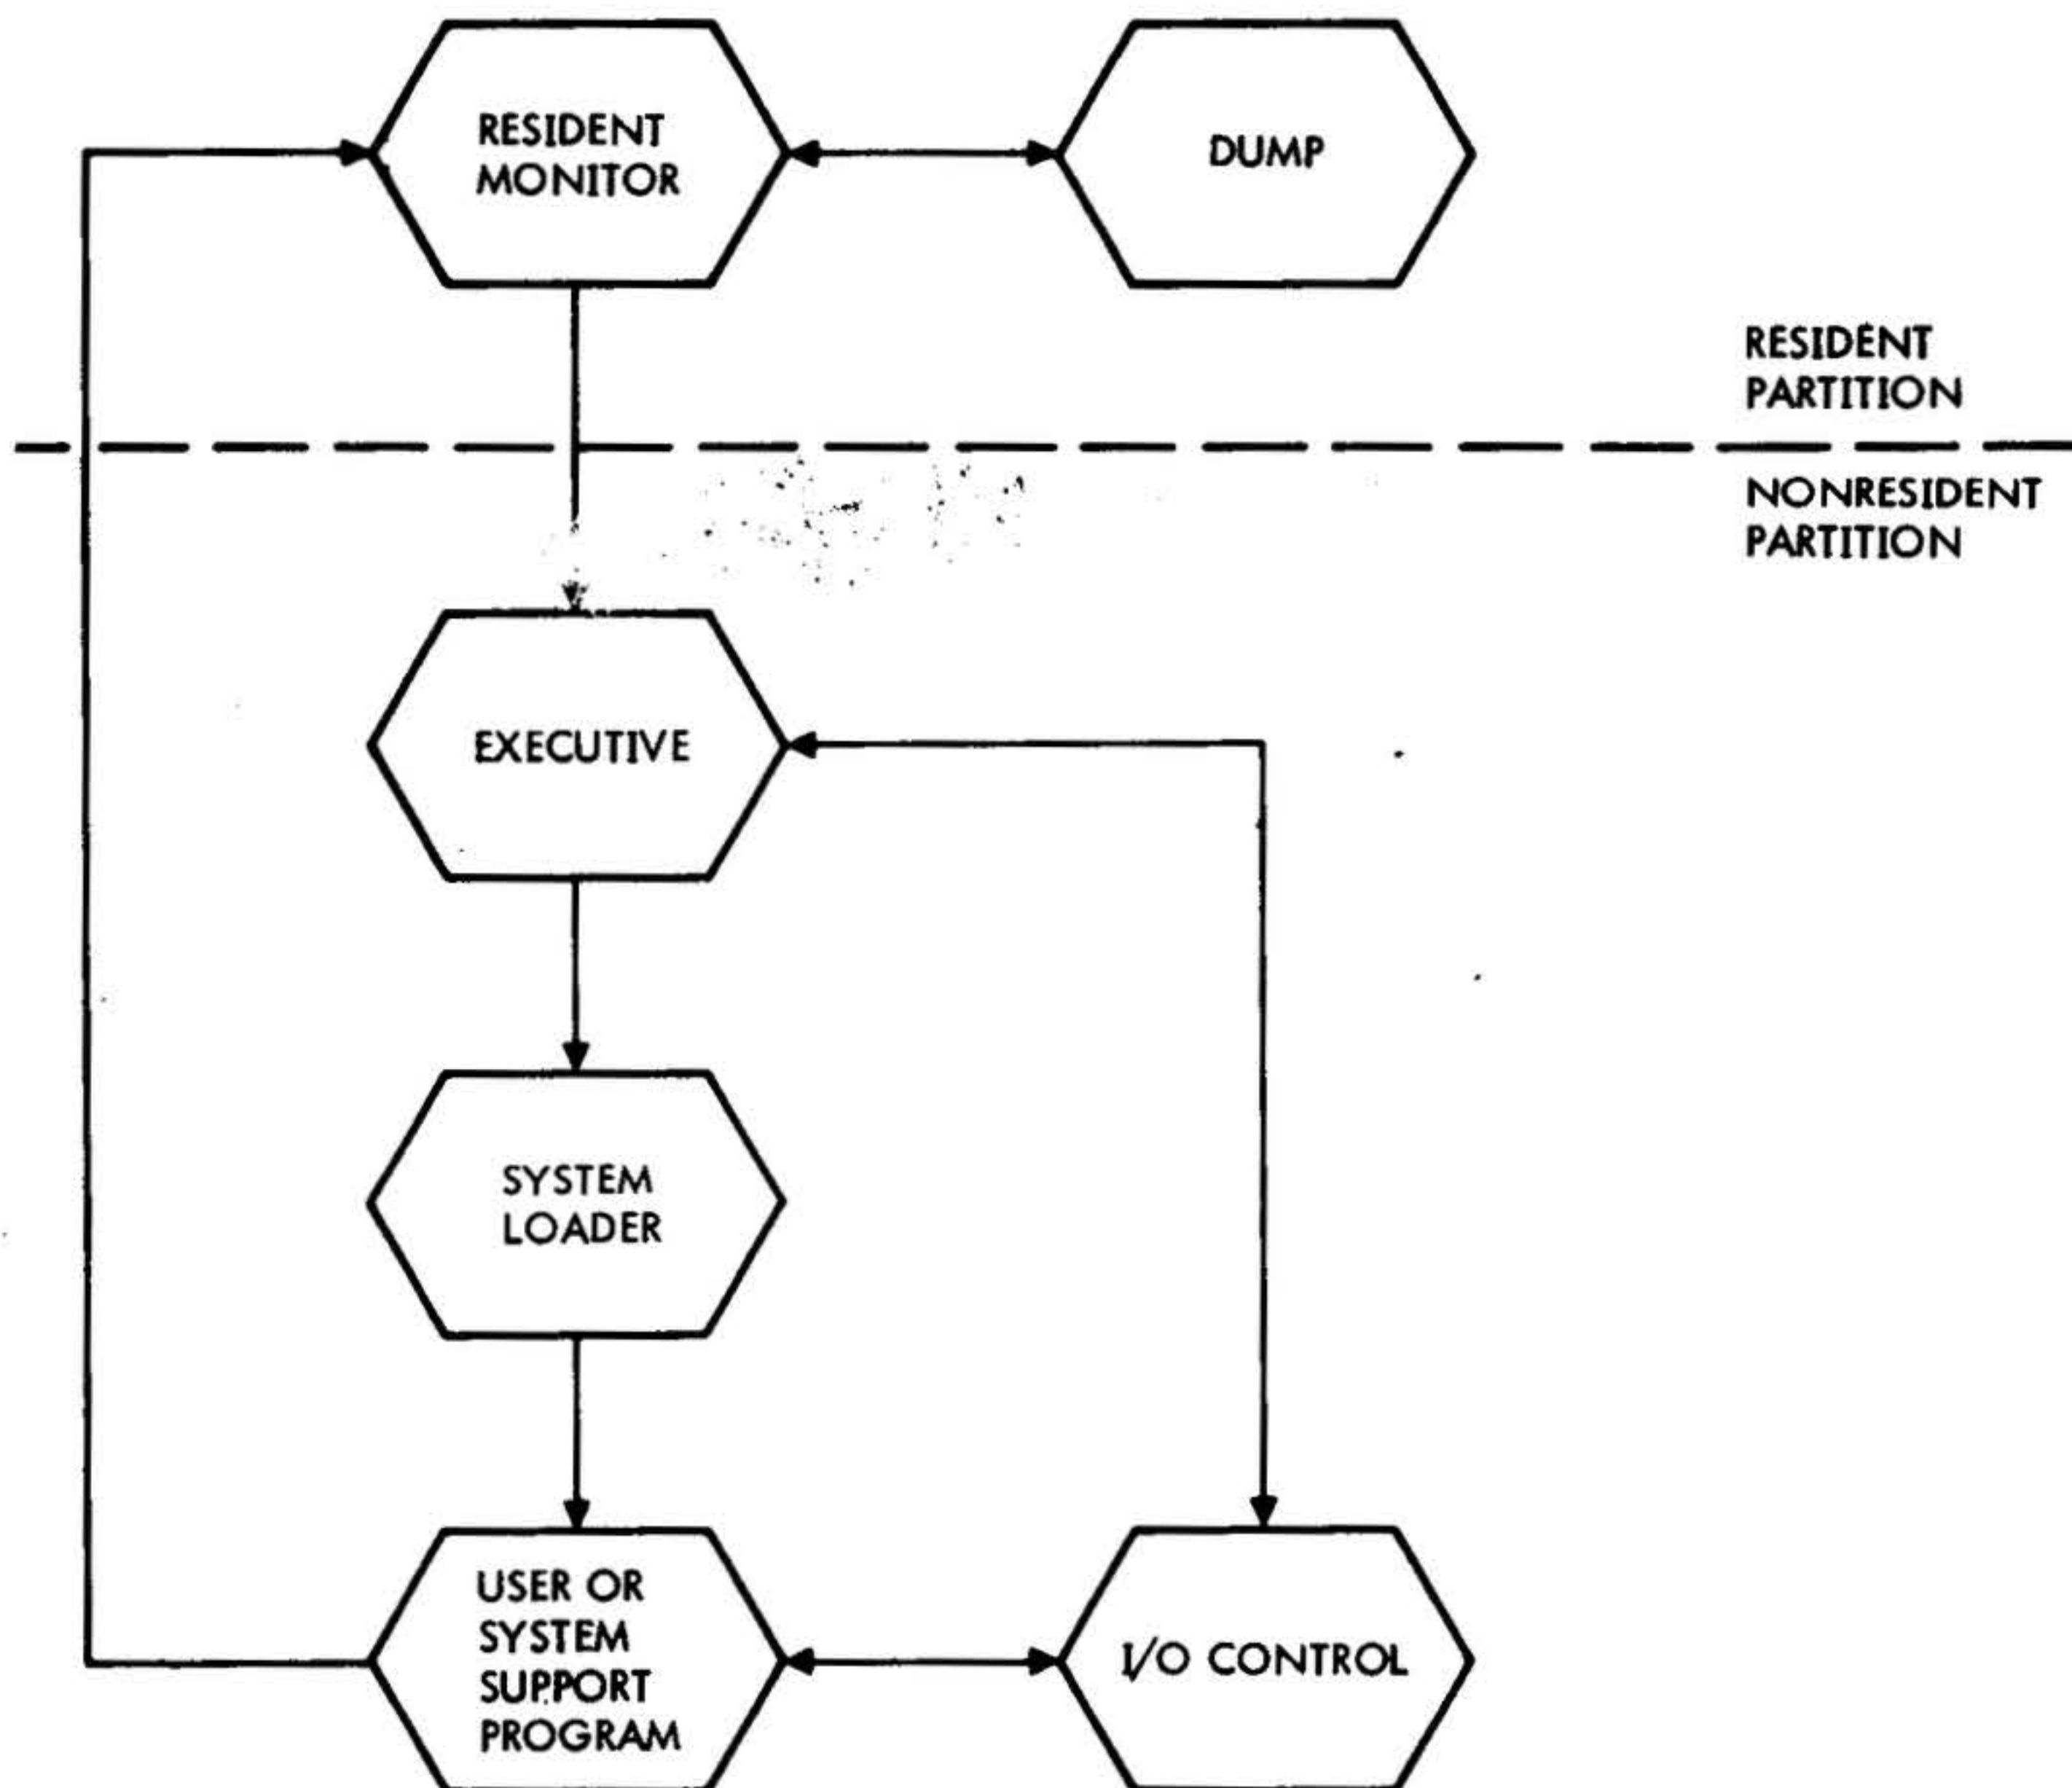 RESIDENT
MONITOR
DUMP
RESIDENT
PARTITION
NONRESIDENT
PARTITION
EXECUTIVE
SYSTEM
LOADER
USER OR
SYSTEM
SUPPORT
PROGRAM
I/O CONTROL